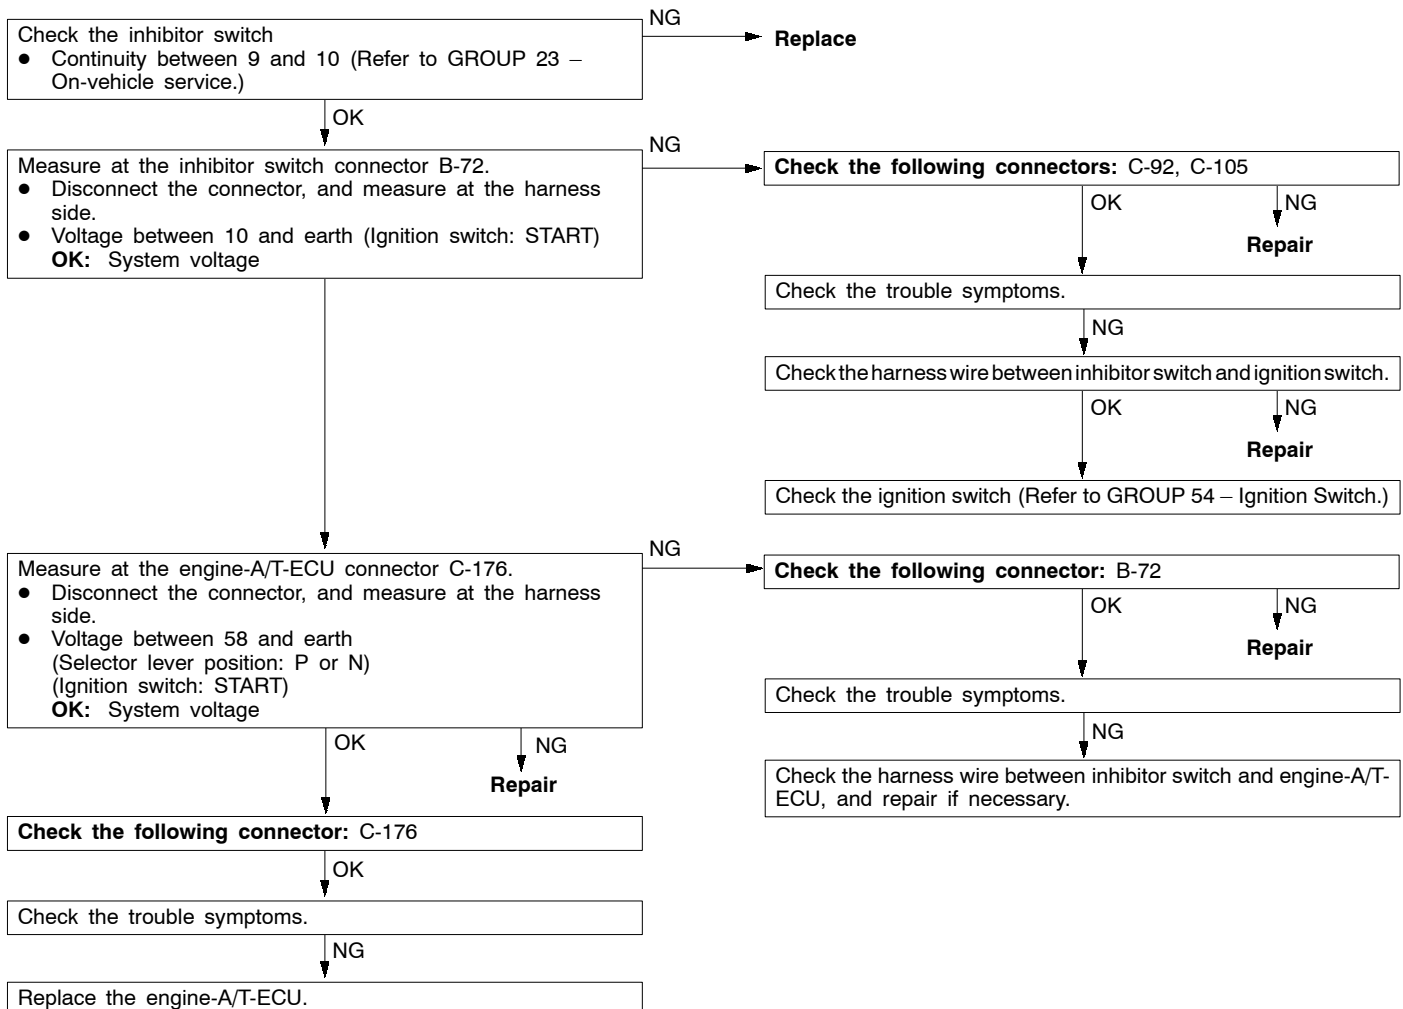 Check the inhibitor switch
● Continuity between 9 and 10 (Refer to GROUP 23 – 
On-vehicle service.)
NG
Replace
OK
Measure at the inhibitor switch connector B-72.
● Disconnect the connector, and measure at the harness
side.
● Voltage between 10 and earth (Ignition switch: START)
OK: System voltage
NG
Check the following connectors: C-92, C-105
OK
NG
Repair
Check the trouble symptoms.
NG
Check the harness wire between inhibitor switch and ignition switch.
OK
NG
Repair
Check the ignition switch (Refer to GROUP 54 – Ignition Switch.)
Measure at the engine-A/T-ECU connector C-176.
● Disconnect the connector, and measure at the harness
side.
● Voltage between 58 and earth
(Selector lever position: P or N)
(Ignition switch: START)
OK: System voltage
NG
Check the following connector: B-72
OK
NG
Repair
Check the trouble symptoms.
NG
Check the harness wire between inhibitor switch and engine-A/T-
ECU, and repair if necessary.
OK
NG
Repair
Check the following connector: C-176
OK
Check the trouble symptoms.
NG
Replace the engine-A/T-ECU.